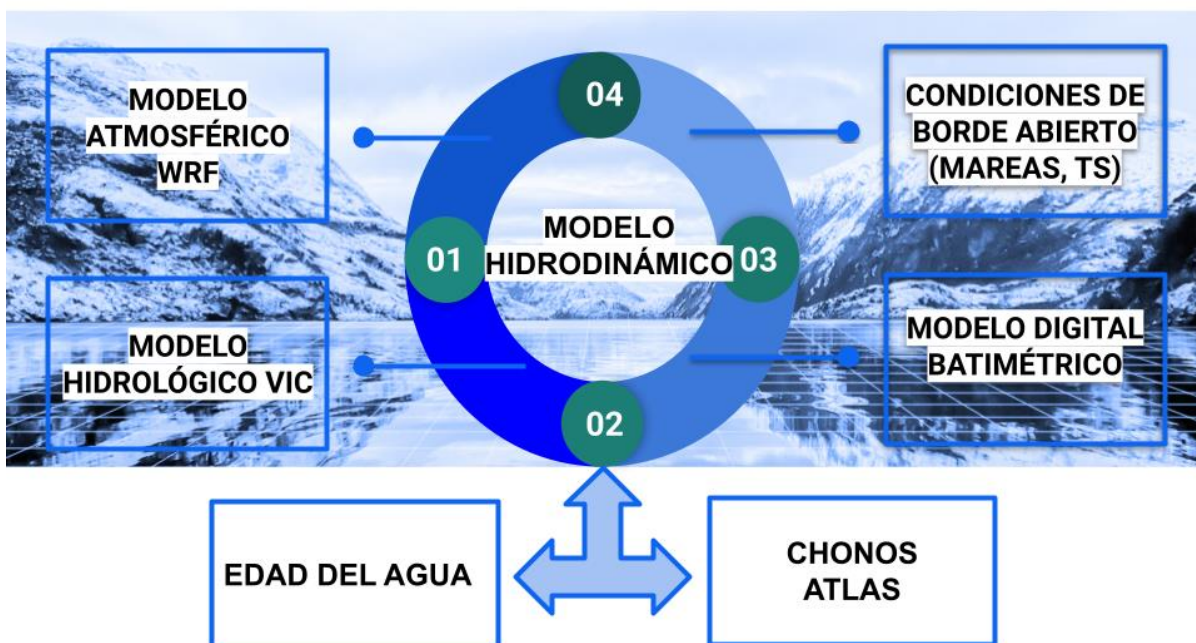 MODELO
ATMOSFÉRICO
WRF
04
CONDICIONES DE
BORDE ABIERTO
(MAREAS, TS)
01
MODELO
HIDRODINÁMICO
03
MODELO
HIDROLÓGICO VIC
MODELO DIGITAL
BATIMÉTRICO
02
EDAD DEL AGUA
CHONOS
ATLAS